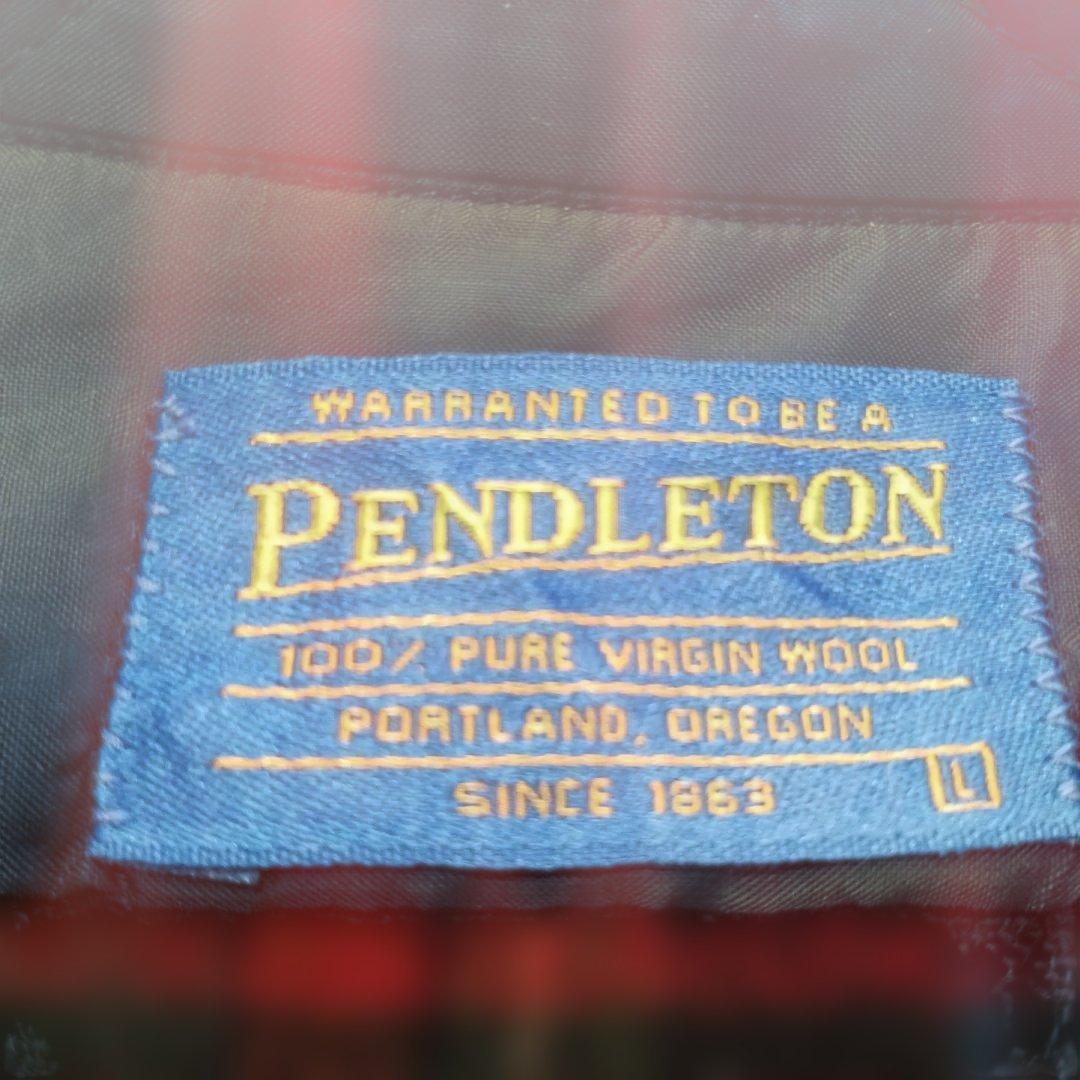 WARRANTED TO BE A
PENDLETON
100% PURE VIRGIN WOOL
PORTLAND, OREGON
SINCE 1863
L